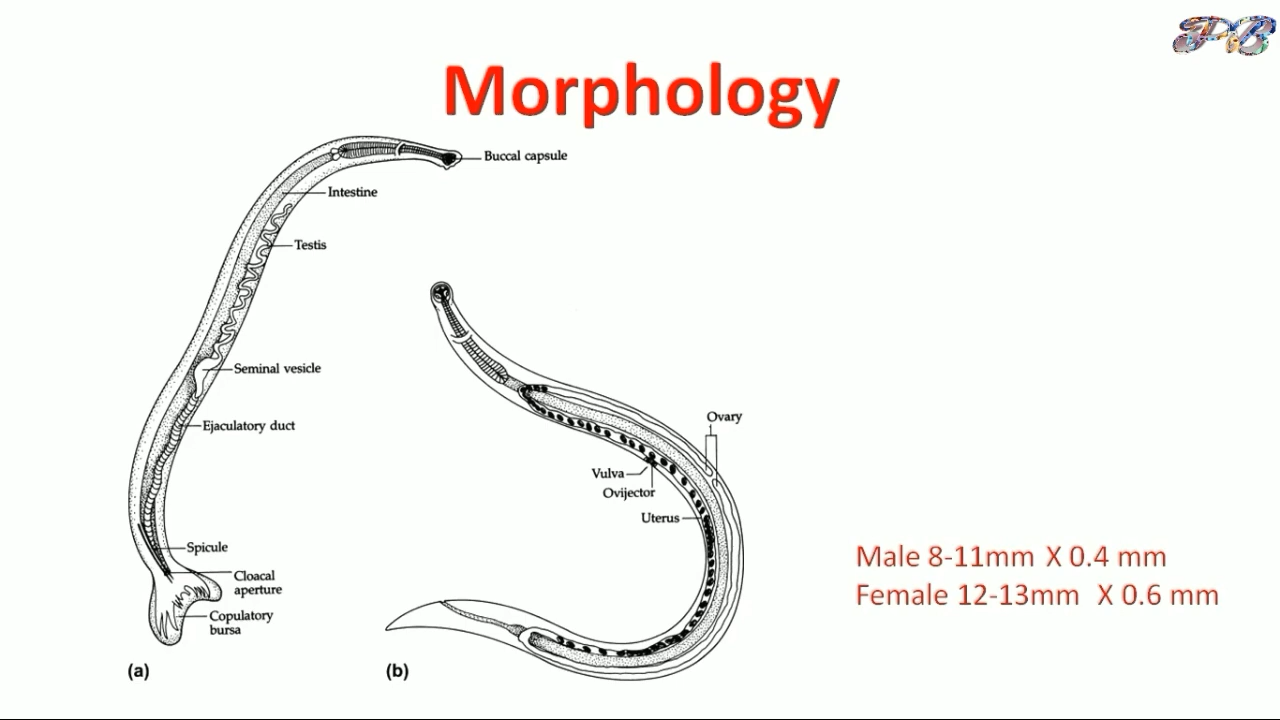 PB
Morphology
Buccal capsule
Intestine
Testis
Seminal vesicle
Ejaculatory duct
Spicule
Cloacal
aperture
Copulatory
bursa
(a)
Ovary
Vulva
Ovijector
Uterus
(b)
Male 8-11mm X 0.4 mm
Female 12-13mm X 0.6 mm